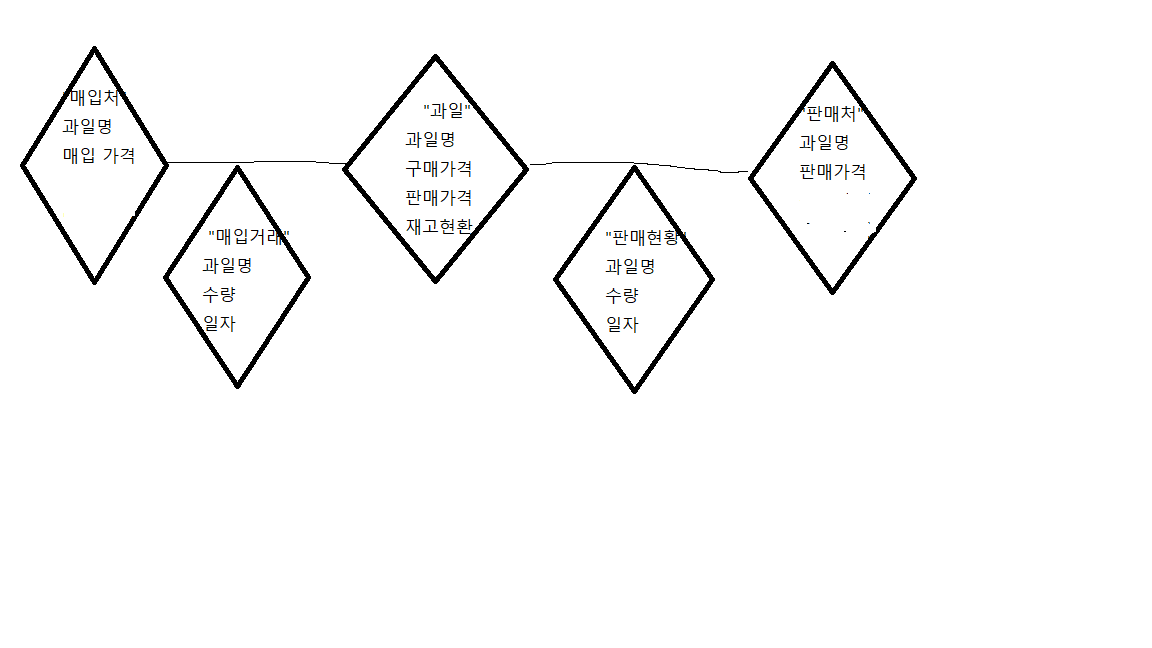 "매입처"
과일명
매입 가격
"과일"
과일명
구매가격
판매가격
재고현환
"판매처"
과일명
판매가격
"매입거래"
과일명
수량
일자
"판매현황"
과일명
수량
일자